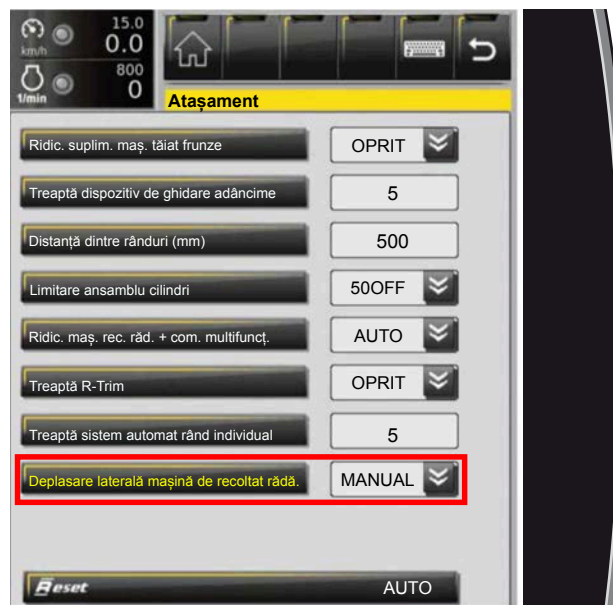 km/h 15.0
0.0
1/min 800
0
Atașament
Ridic. suplim. maș. tăiat frunze OPRIT
Treaptă dispozitiv de ghidare adâncime 5
Distanță dintre rânduri (mm) 500
Limitare ansamblu cilindri 50OFF
Ridic. maș. rec. răd. + com. multifuncț. AUTO
Treaptă R-Trim OPRIT
Treaptă sistem automat rând individual 5
Deplasare laterală mașină de recoltat rădă. MANUAL
Reset AUTO